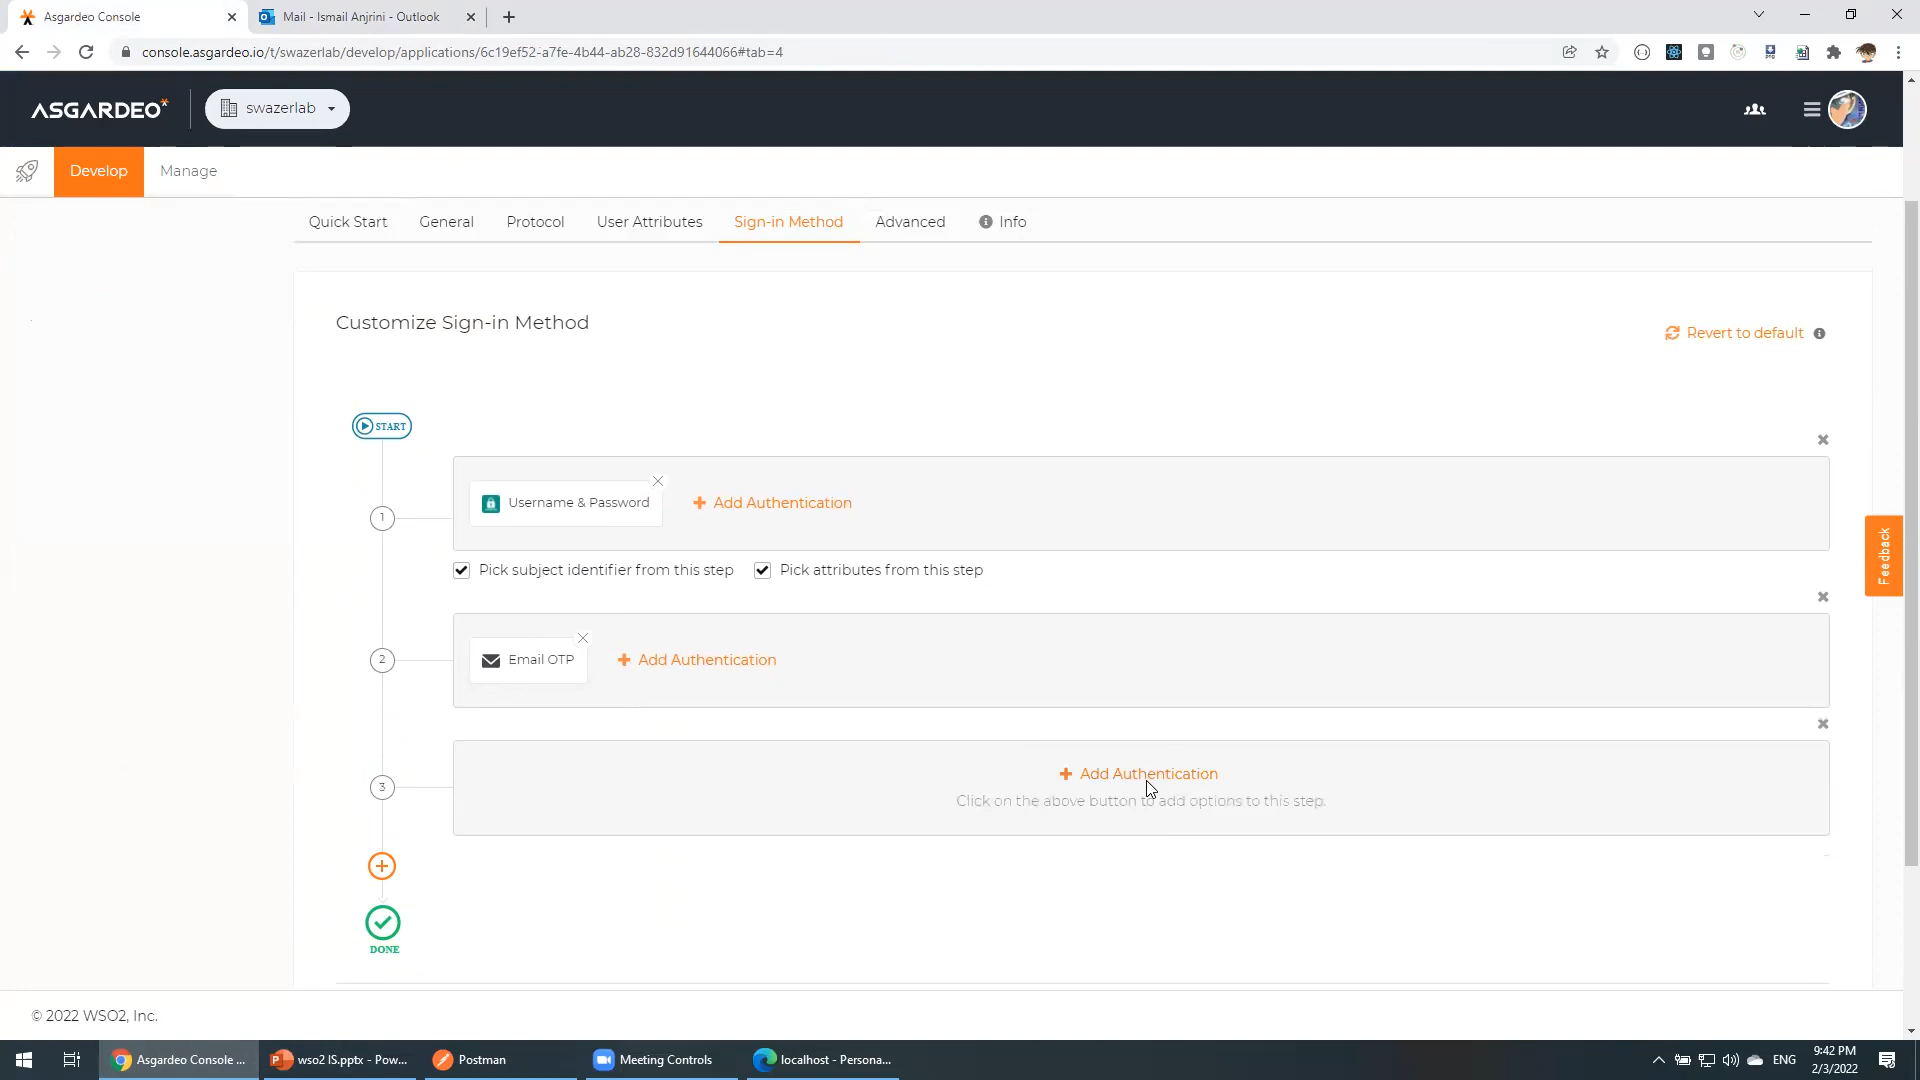 Asgardeo Console
Mail - Ismail Anjrini - Outlook
console.asgardeo.io/t/swazerlab/develop/applications/6c19ef52-a7fe-4b44-ab28-832d91644066#tab=4
ASGARDEO
swazerlab
Develop
Manage
Quick Start
General
Protocol
User Attributes
Sign-in Method
Advanced
Info
Customize Sign-in Method
Revert to default
START
1
Username & Password
Add Authentication
Pick subject identifier from this step
Pick attributes from this step
Feedback
2
Email OTP
Add Authentication
3
Add Authentication
Click on the above button to add options to this step.
DONE
© 2022 WSO2, Inc.
Asgardeo Console ...
wso2 IS.pptx - Pow...
Postman
Meeting Controls
localhost - Persona...
ENG
9:42 PM
2/3/2022